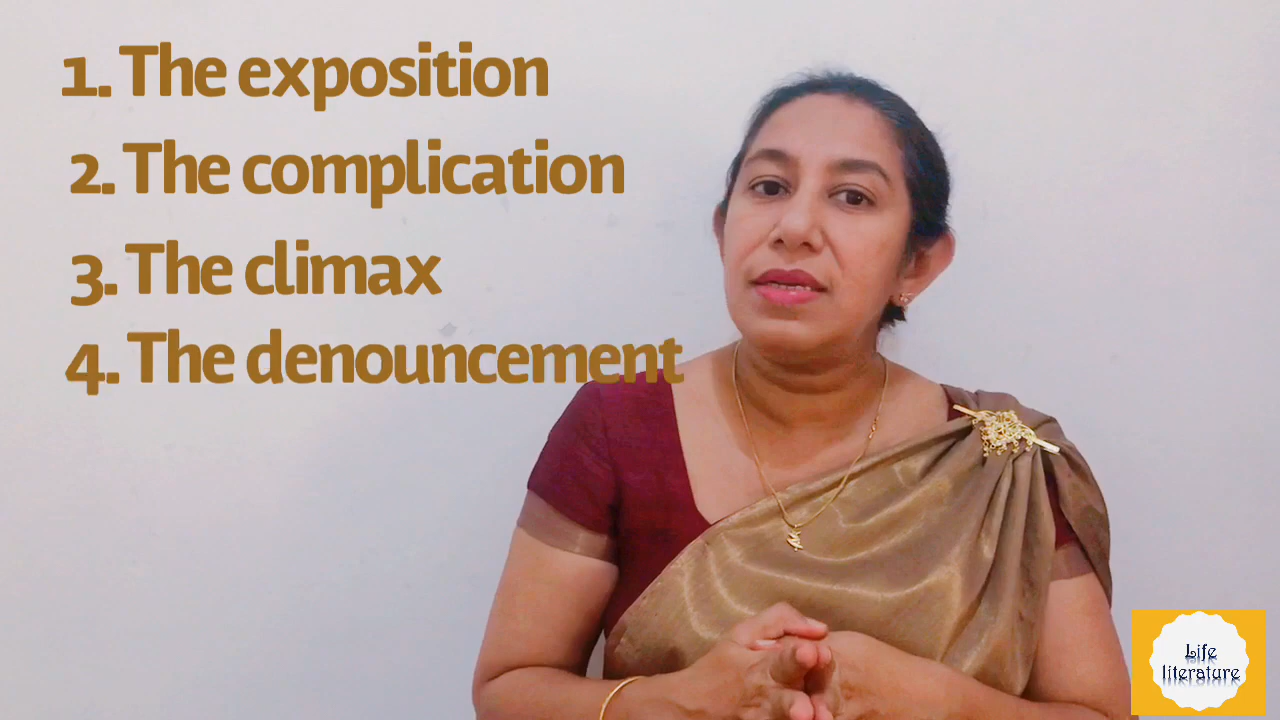 1. The exposition
2. The complication
3. The climax
4. The denouncement
Life
literature